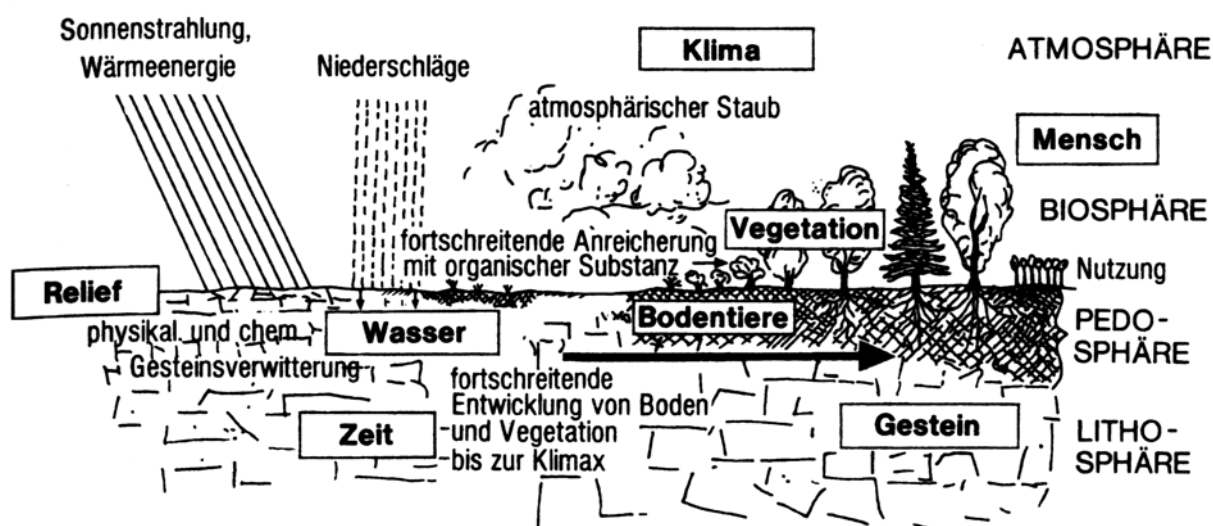 Sonnenstrahlung,
Wärmeenergie
Niederschläge
Klima
ATMOSPHÄRE
atmosphärischer Staub
Mensch
BIOSPHÄRE
Vegetation
fortschreitende Anreicherung
mit organischer Substanz
Nutzung
Relief
Bodentiere
PEDO-
SPHÄRE
physikal. und chem.
Gesteinsverwitterung
Wasser
fortschreitende
Entwicklung von Boden
und Vegetation
bis zur Klimax
Zeit
Gestein
LITHO-
SPHÄRE